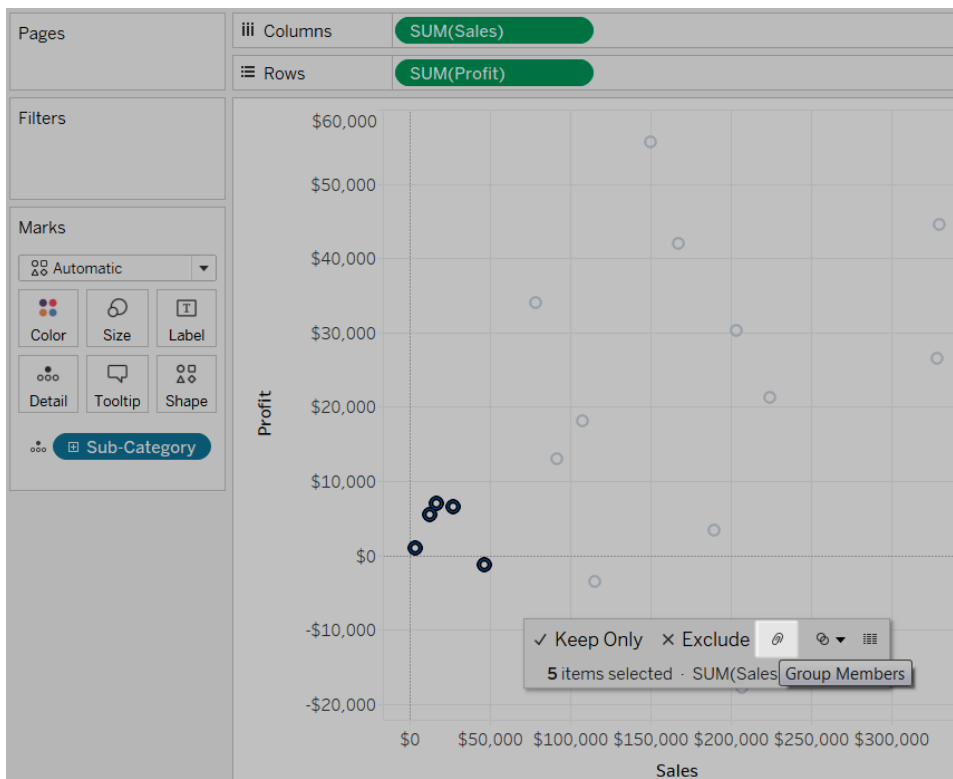 Pages
Columns
SUM(Sales)
Rows
SUM(Profit)
Filters
Marks
Automatic
Color
Size
T
Label
Detail
Tooltip
Shape
Sub-Category
$60,000
$50,000
$40,000
$30,000
$20,000
$10,000
$0
-$10,000
-$20,000
Profit
Keep Only
Exclude
5 items selected · SUM(Sales
Group Members
$0 $50,000 $100,000 $150,000 $200,000 $250,000 $300,000
Sales